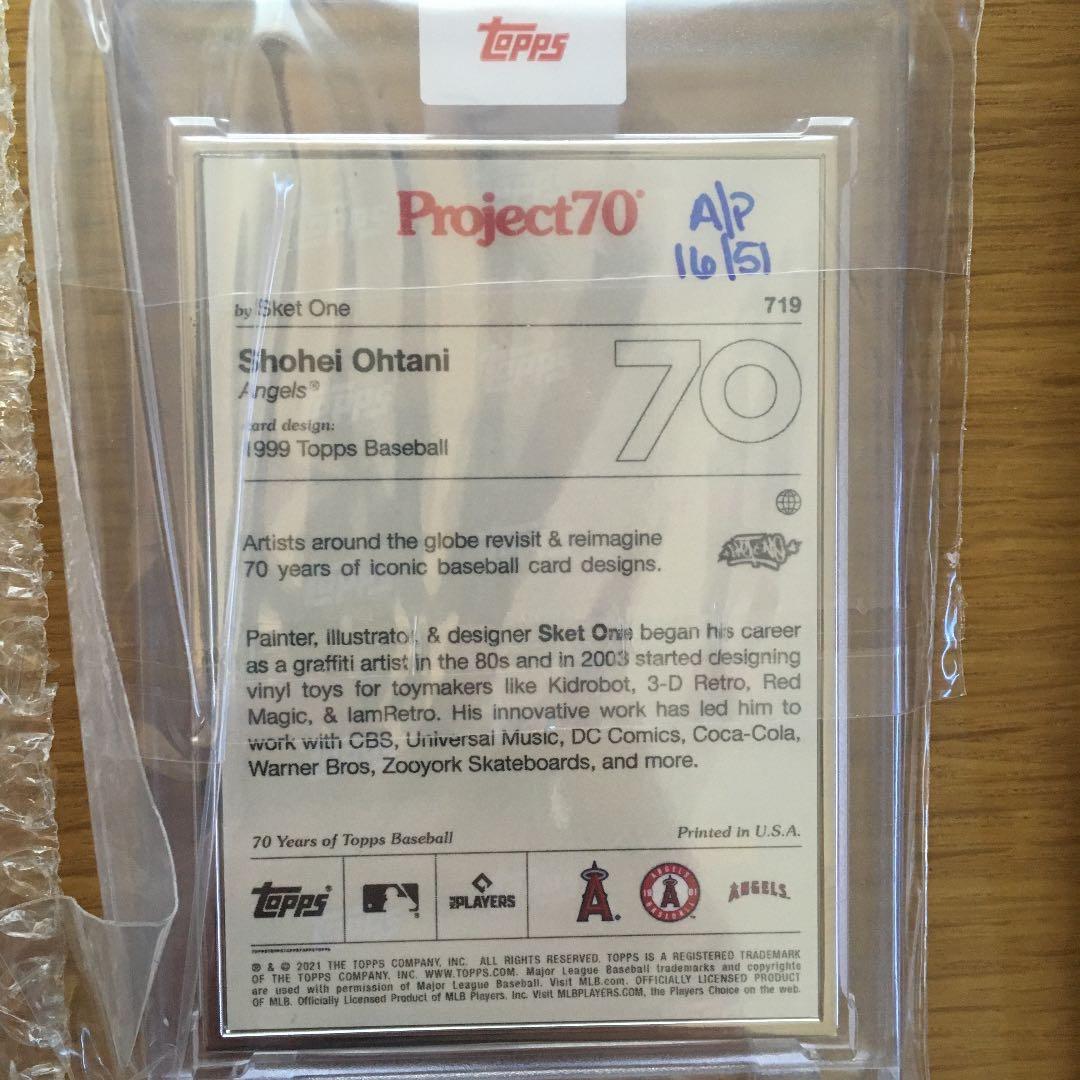 TOPPS
Project70®
A/P
16/51
by Sket One
719
Shohei Ohtani
Angels®
card design:
1999 Topps Baseball
70
Artists around the globe revisit & reimagine
70 years of iconic baseball card designs.
Painter, illustrator, & designer Sket One began his career
as a graffiti artist in the 80s and in 2003 started designing
vinyl toys for toymakers like Kidrobot, 3-D Retro, Red
Magic, & IamRetro. His innovative work has led him to
work with CBS, Universal Music, DC Comics, Coca-Cola,
Warner Bros, Zooyork Skateboards, and more.
70 Years of Topps Baseball
Printed in U.S.A.
TOPPS
PLAYERS
A
ANGELS
19 A 61
BASEBALL
ANGELS
® & © 2021 THE TOPPS COMPANY, INC. ALL RIGHTS RESERVED. TOPPS IS A REGISTERED TRADEMARK
OF THE TOPPS COMPANY, INC. WWW.TOPPS.COM. Major League Baseball trademarks and copyrights
are used with permission of Major League Baseball. Visit MLB.com. OFFICIALLY LICENSED PRODUCT
OF MLB. Officially Licensed Product of MLB Players, Inc. Visit MLBPLAYERS.COM, the Players Choice on the web.